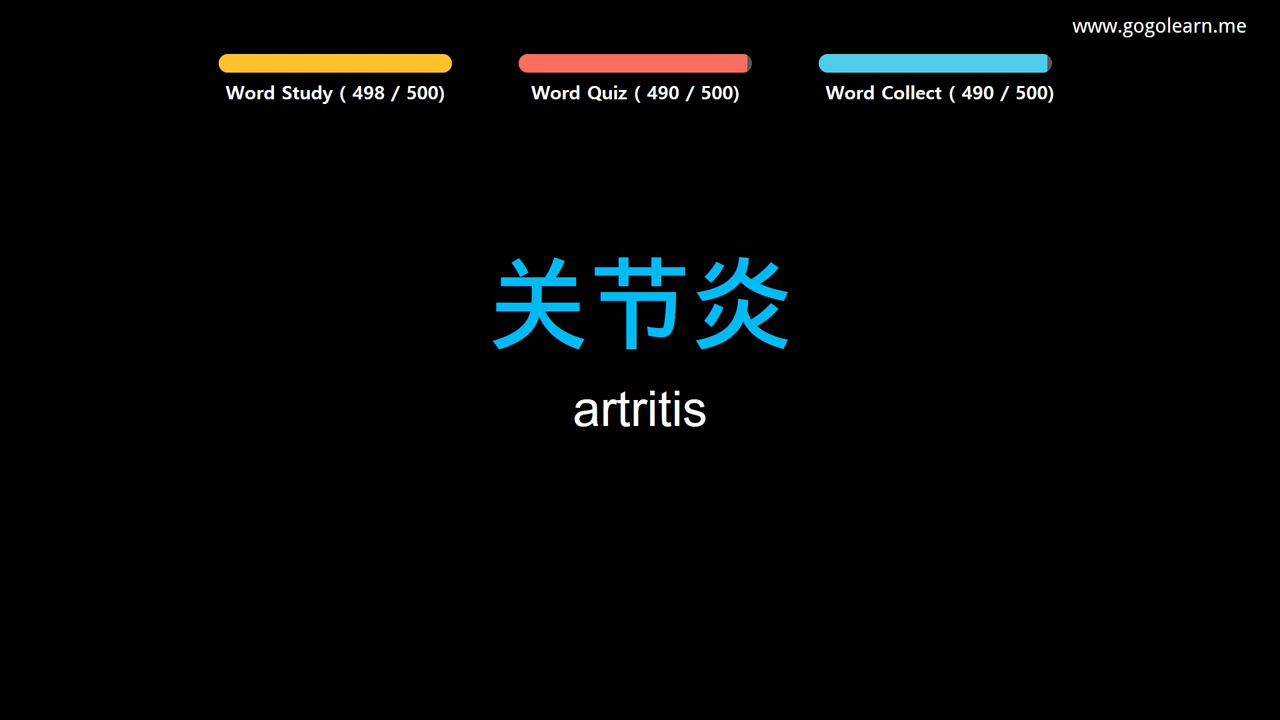 www.gogolearn.me
Word Study ( 498 / 500)
Word Quiz ( 490 / 500)
Word Collect ( 490 / 500)
关节炎
artritis